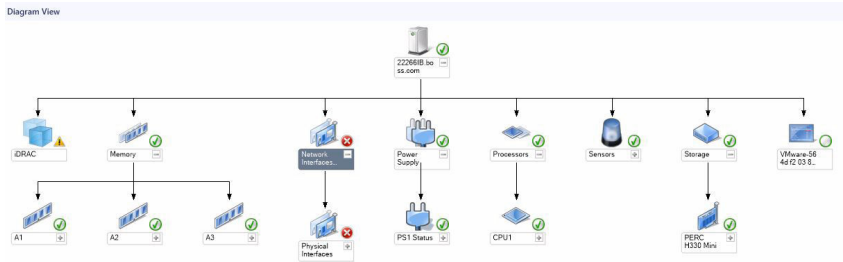 Diagram View
22266IB.bo
ss.com
iDRAC
Memory
Network
Interfaces...
Power
Supply
Processors
Sensors
Storage
VMware-56
4d f2 03 8...
A1
A2
A3
Physical
Interfaces
PS1 Status
CPU1
PERC
H330 Mini